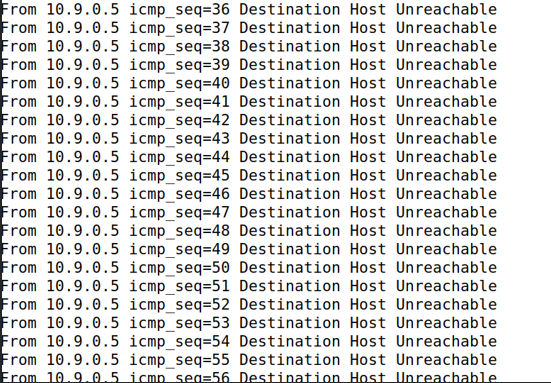 From 10.9.0.5 icmp_seq=36 Destination Host Unreachable
From 10.9.0.5 icmp_seq=37 Destination Host Unreachable
From 10.9.0.5 icmp_seq=38 Destination Host Unreachable
From 10.9.0.5 icmp_seq=39 Destination Host Unreachable
From 10.9.0.5 icmp_seq=40 Destination Host Unreachable
From 10.9.0.5 icmp_seq=41 Destination Host Unreachable
From 10.9.0.5 icmp_seq=42 Destination Host Unreachable
From 10.9.0.5 icmp_seq=43 Destination Host Unreachable
From 10.9.0.5 icmp_seq=44 Destination Host Unreachable
From 10.9.0.5 icmp_seq=45 Destination Host Unreachable
From 10.9.0.5 icmp_seq=46 Destination Host Unreachable
From 10.9.0.5 icmp_seq=47 Destination Host Unreachable
From 10.9.0.5 icmp_seq=48 Destination Host Unreachable
From 10.9.0.5 icmp_seq=49 Destination Host Unreachable
From 10.9.0.5 icmp_seq=50 Destination Host Unreachable
From 10.9.0.5 icmp_seq=51 Destination Host Unreachable
From 10.9.0.5 icmp_seq=52 Destination Host Unreachable
From 10.9.0.5 icmp_seq=53 Destination Host Unreachable
From 10.9.0.5 icmp_seq=54 Destination Host Unreachable
From 10.9.0.5 icmp_seq=55 Destination Host Unreachable
From 10.9.0.5 icmp_seq=56 Destination Host Unreachable